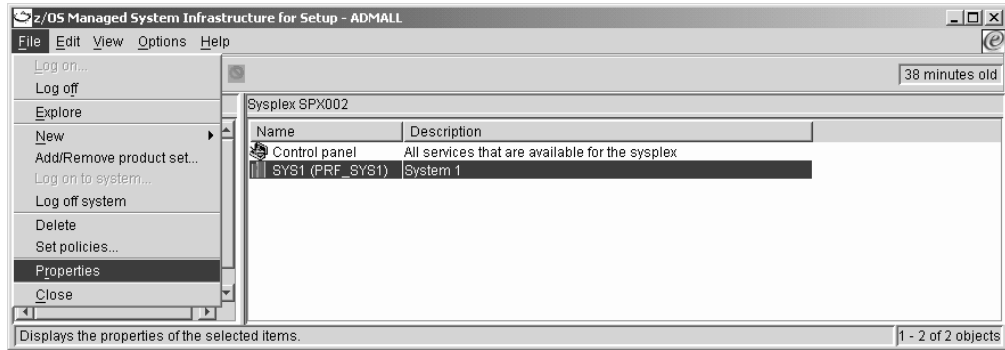 z/OS Managed System Infrastructure for Setup - ADMALL
File Edit View Options Help
Log on...
Log off
38 minutes old
Explore
Sysplex SPX002
New
Name Description
Add/Remove product set...
Control panel All services that are available for the sysplex
Log on to system...
SYS1 (PRF_SYS1) System 1
Log off system
Delete
Set policies...
Properties
Close
Displays the properties of the selected items.
1 - 2 of 2 objects